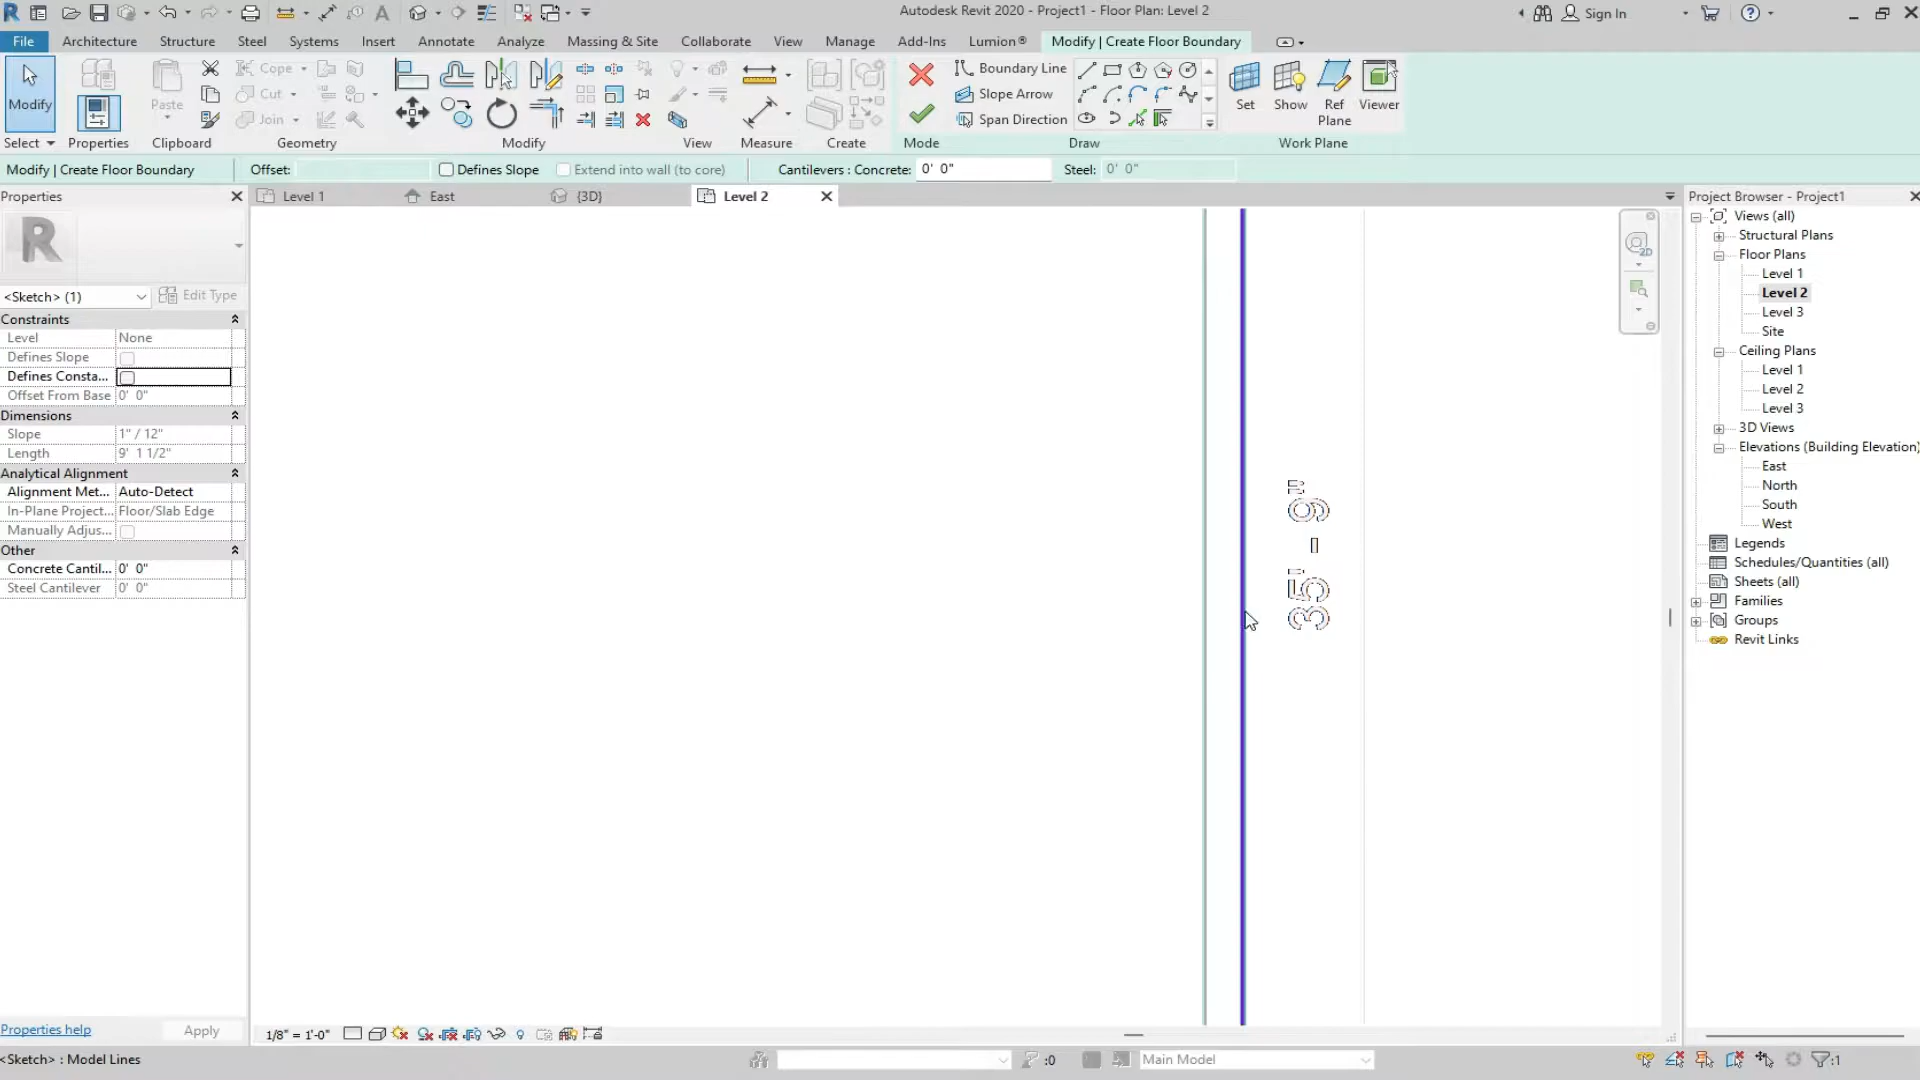 Autodesk Revit 2020 - Project1 - Floor Plan: Level 2
Sign In
File Architecture Structure Steel Systems Insert Annotate Analyze Massing & Site Collaborate View Manage Add-Ins Lumion® Modify | Create Floor Boundary
Modify Paste Cope Cut Join Boundary Line Slope Arrow Span Direction Set Show Ref Plane Viewer
Select Properties Clipboard Geometry Modify View Measure Create Mode Draw Work Plane
Modify | Create Floor Boundary Offset: Defines Slope Extend into wall (to core) Cantilevers : Concrete: 0' 0" Steel: 0' 0"
Properties
Level 1 East {3D} Level 2
Project Browser - Project1
<Sketch> (1) Edit Type
Constraints
Level None
Defines Slope
Defines Consta...
Offset From Base 0' 0"
Dimensions
Slope 1" / 12"
Length 9' 1 1/2"
Analytical Alignment
Alignment Met... Auto-Detect
In-Plane Project... Floor/Slab Edge
Manually Adjus...
Other
Concrete Cantil... 0' 0"
Steel Cantilever 0' 0"
Properties help Apply
35' - 9"
Views (all)
Structural Plans
Floor Plans
Level 1
Level 2
Level 3
Site
Ceiling Plans
Level 1
Level 2
Level 3
3D Views
Elevations (Building Elevation)
East
North
South
West
Legends
Schedules/Quantities (all)
Sheets (all)
Families
Groups
Revit Links
1/8" = 1'-0"
<Sketch> : Model Lines
:0
Main Model
:1